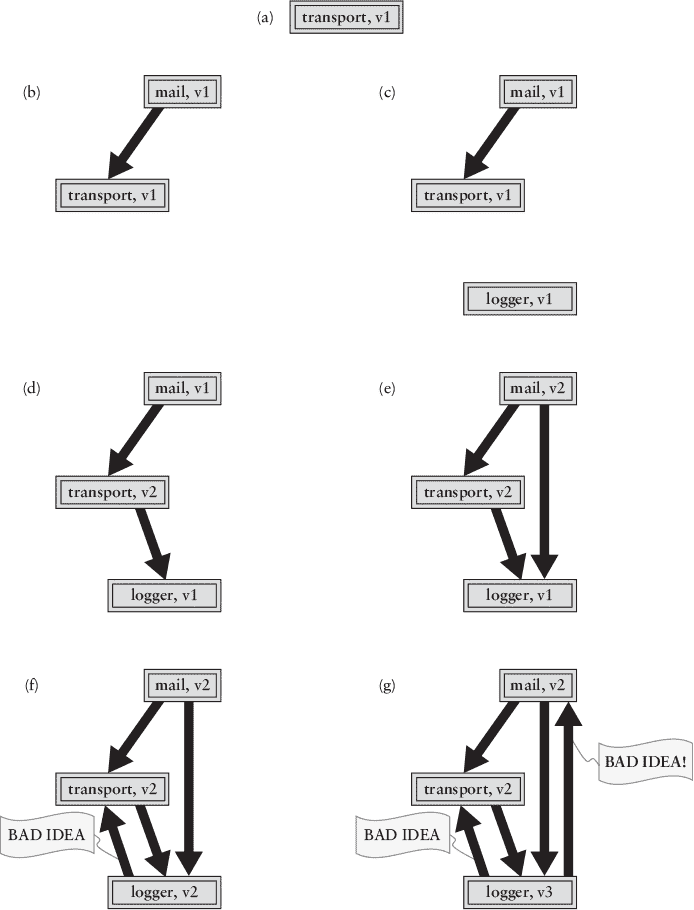 (a) transport, v1
(b) mail, v1
(c) mail, v1
transport, v1
transport, v1
logger, v1
(d) mail, v1
(e) mail, v2
transport, v2
transport, v2
logger, v1
logger, v1
(f) mail, v2
(g) mail, v2
BAD IDEA!
transport, v2
transport, v2
BAD IDEA
BAD IDEA
logger, v2
logger, v3